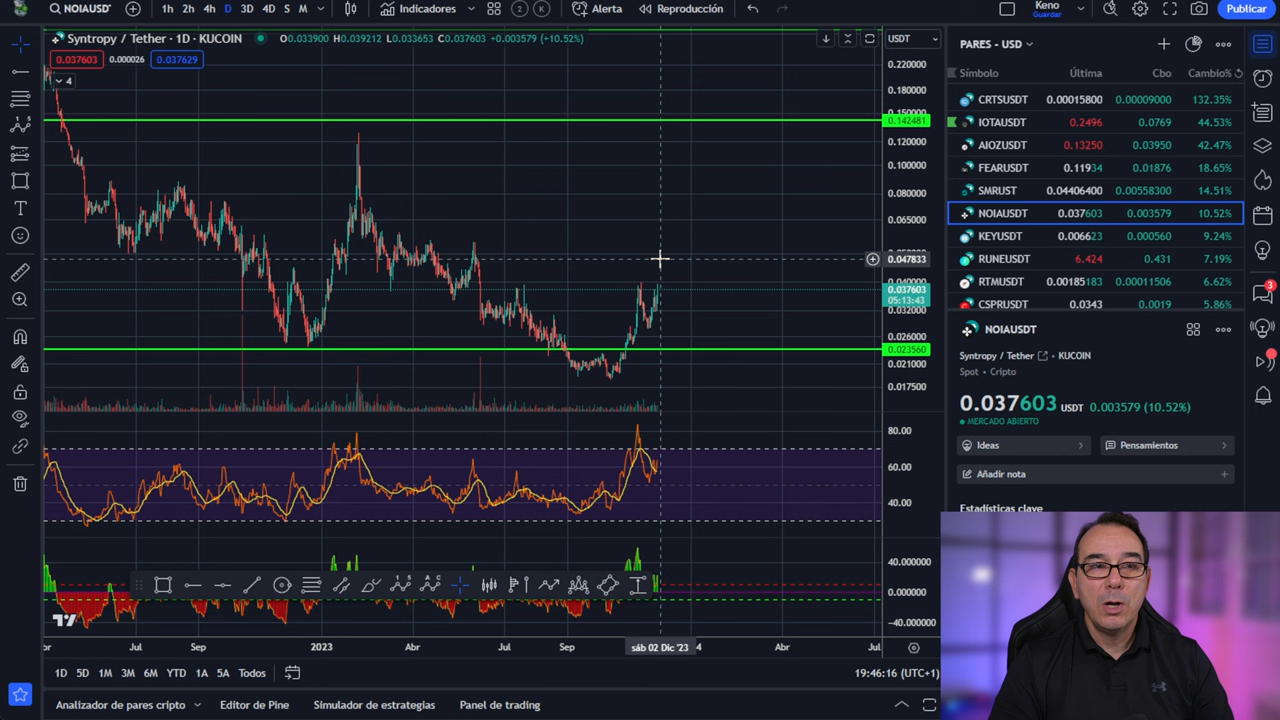 NOIAUSD'
1h 2h 4h D 3D 4D S M
Indicadores
2 K
Alerta
Reproducción
Keno
Guardar
Publicar
Syntropy / Tether · 1D · KUCOIN
O0.033900 H0.039212 L0.033653 C0.037603 +0.003579 (+10.52%)
USDT
0.037603 0.000026 0.037629
4
0.220000
0.180000
0.142481
0.120000
0.100000
0.080000
0.065000
0.047833
0.037603
05:13:43
0.032000
0.026000
0.023560
0.021000
0.017500
80.00
60.00
40.00
40.000000
0.000000
-40.000000
Jul Sep 2023 Abr Jul Sep sáb 02 Dic '23 4 Abr Jul
1D 5D 1M 3M 6M YTD 1A 5A Todos
19:46:16 (UTC+1)
Analizador de pares cripto
Editor de Pine
Simulador de estrategias
Panel de trading
PARES - USD
Símbolo Última Cbo Cambio%
CRTSUSDT 0.00015800 0.00009000 132.35%
IOTAUSDT 0.2496 0.0769 44.53%
AIOZUSDT 0.13250 0.03950 42.47%
FEARUSDT 0.11934 0.01876 18.65%
SMRUST 0.04406400 0.00558300 14.51%
NOIAUSDT 0.037603 0.003579 10.52%
KEYUSDT 0.006623 0.000560 9.24%
RUNEUSDT 6.424 0.431 7.19%
RTMUSDT 0.00185183 0.00011506 6.62%
CSPRUSDT 0.0343 0.0019 5.86%
NOIAUSDT
Syntropy / Tether · KUCOIN
Spot · Cripto
0.037603 USDT 0.003579 (10.52%)
MERCADO ABIERTO
Ideas
Pensamientos
Añadir nota
Estadísticas clave
3